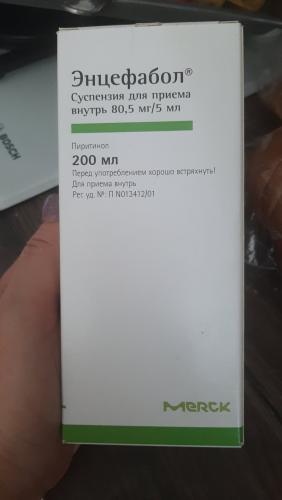 Энцефабол®
Суспензия для приема
внутрь 80,5 мг/5 мл
Пиритинол
200 мл
Перед употреблением хорошо встряхнуть!
Для приема внутрь
Рег. уд. №: П N013412/01
MERCK
BOSCH